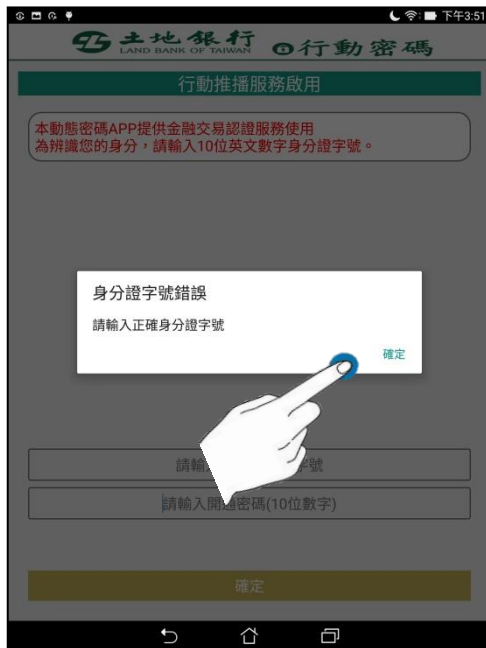 下午3:51
土地銀行
LAND BANK OF TAIWAN
行動密碼
行動推播服務啟用
本動態密碼APP提供金融交易認證服務使用
為辨識您的身分，請輸入10位英文數字身分證字號。
身分證字號錯誤
請輸入正確身分證字號
確定
請輸 字號
請輸入開通密碼(10位數字)
確定